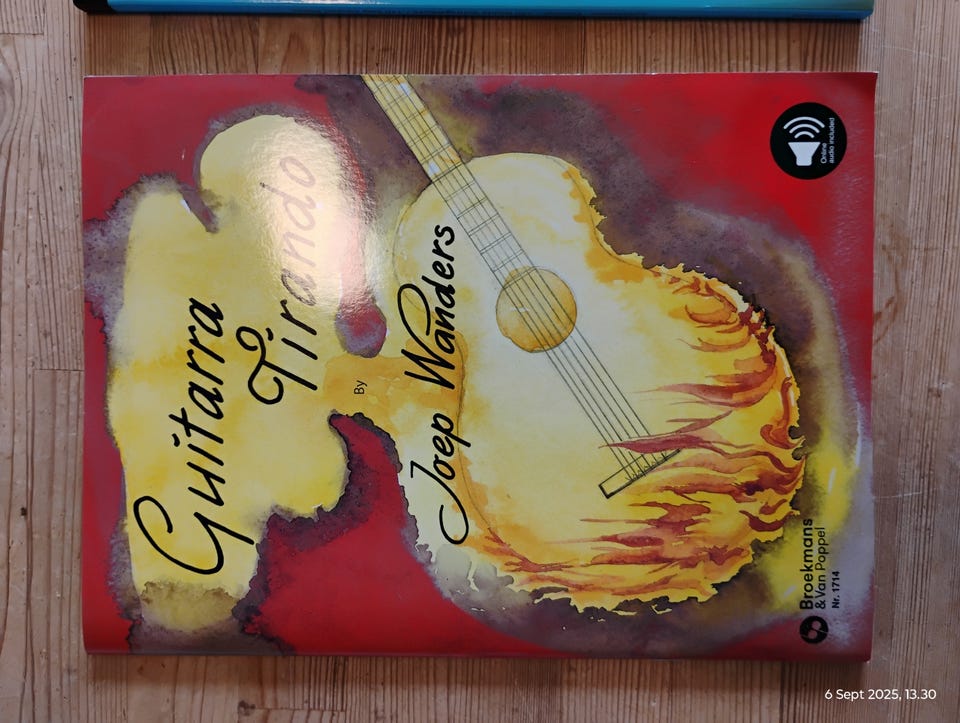 Guitarra
Tirando
By
Joep Wanders
Online
audio included
Broekmans
& Van Poppel
Nr. 1714
6 Sept 2025, 13.30